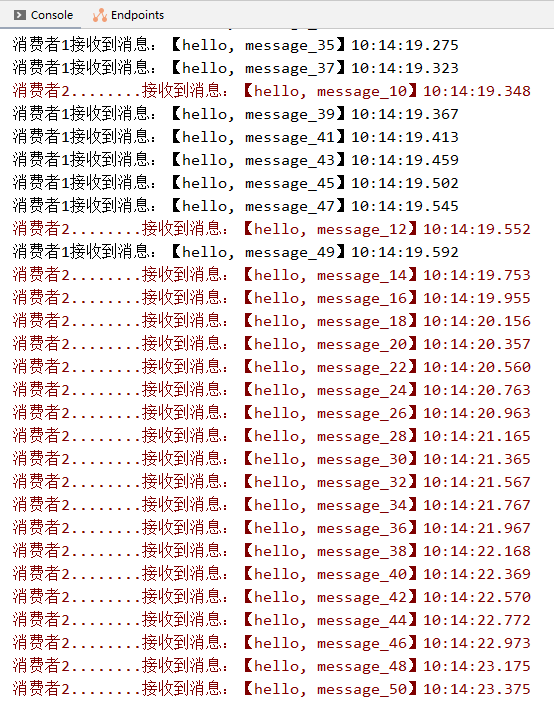 Console Endpoints
消费者1接收到消息：【hello, message_35】10:14:19.275
消费者1接收到消息：【hello, message_37】10:14:19.323
消费者2........接收到消息：【hello, message_10】10:14:19.348
消费者1接收到消息：【hello, message_39】10:14:19.367
消费者1接收到消息：【hello, message_41】10:14:19.413
消费者1接收到消息：【hello, message_43】10:14:19.459
消费者1接收到消息：【hello, message_45】10:14:19.502
消费者1接收到消息：【hello, message_47】10:14:19.545
消费者2........接收到消息：【hello, message_12】10:14:19.552
消费者1接收到消息：【hello, message_49】10:14:19.592
消费者2........接收到消息：【hello, message_14】10:14:19.753
消费者2........接收到消息：【hello, message_16】10:14:19.955
消费者2........接收到消息：【hello, message_18】10:14:20.156
消费者2........接收到消息：【hello, message_20】10:14:20.357
消费者2........接收到消息：【hello, message_22】10:14:20.560
消费者2........接收到消息：【hello, message_24】10:14:20.763
消费者2........接收到消息：【hello, message_26】10:14:20.963
消费者2........接收到消息：【hello, message_28】10:14:21.165
消费者2........接收到消息：【hello, message_30】10:14:21.365
消费者2........接收到消息：【hello, message_32】10:14:21.567
消费者2........接收到消息：【hello, message_34】10:14:21.767
消费者2........接收到消息：【hello, message_36】10:14:21.967
消费者2........接收到消息：【hello, message_38】10:14:22.168
消费者2........接收到消息：【hello, message_40】10:14:22.369
消费者2........接收到消息：【hello, message_42】10:14:22.570
消费者2........接收到消息：【hello, message_44】10:14:22.772
消费者2........接收到消息：【hello, message_46】10:14:22.973
消费者2........接收到消息：【hello, message_48】10:14:23.175
消费者2........接收到消息：【hello, message_50】10:14:23.375